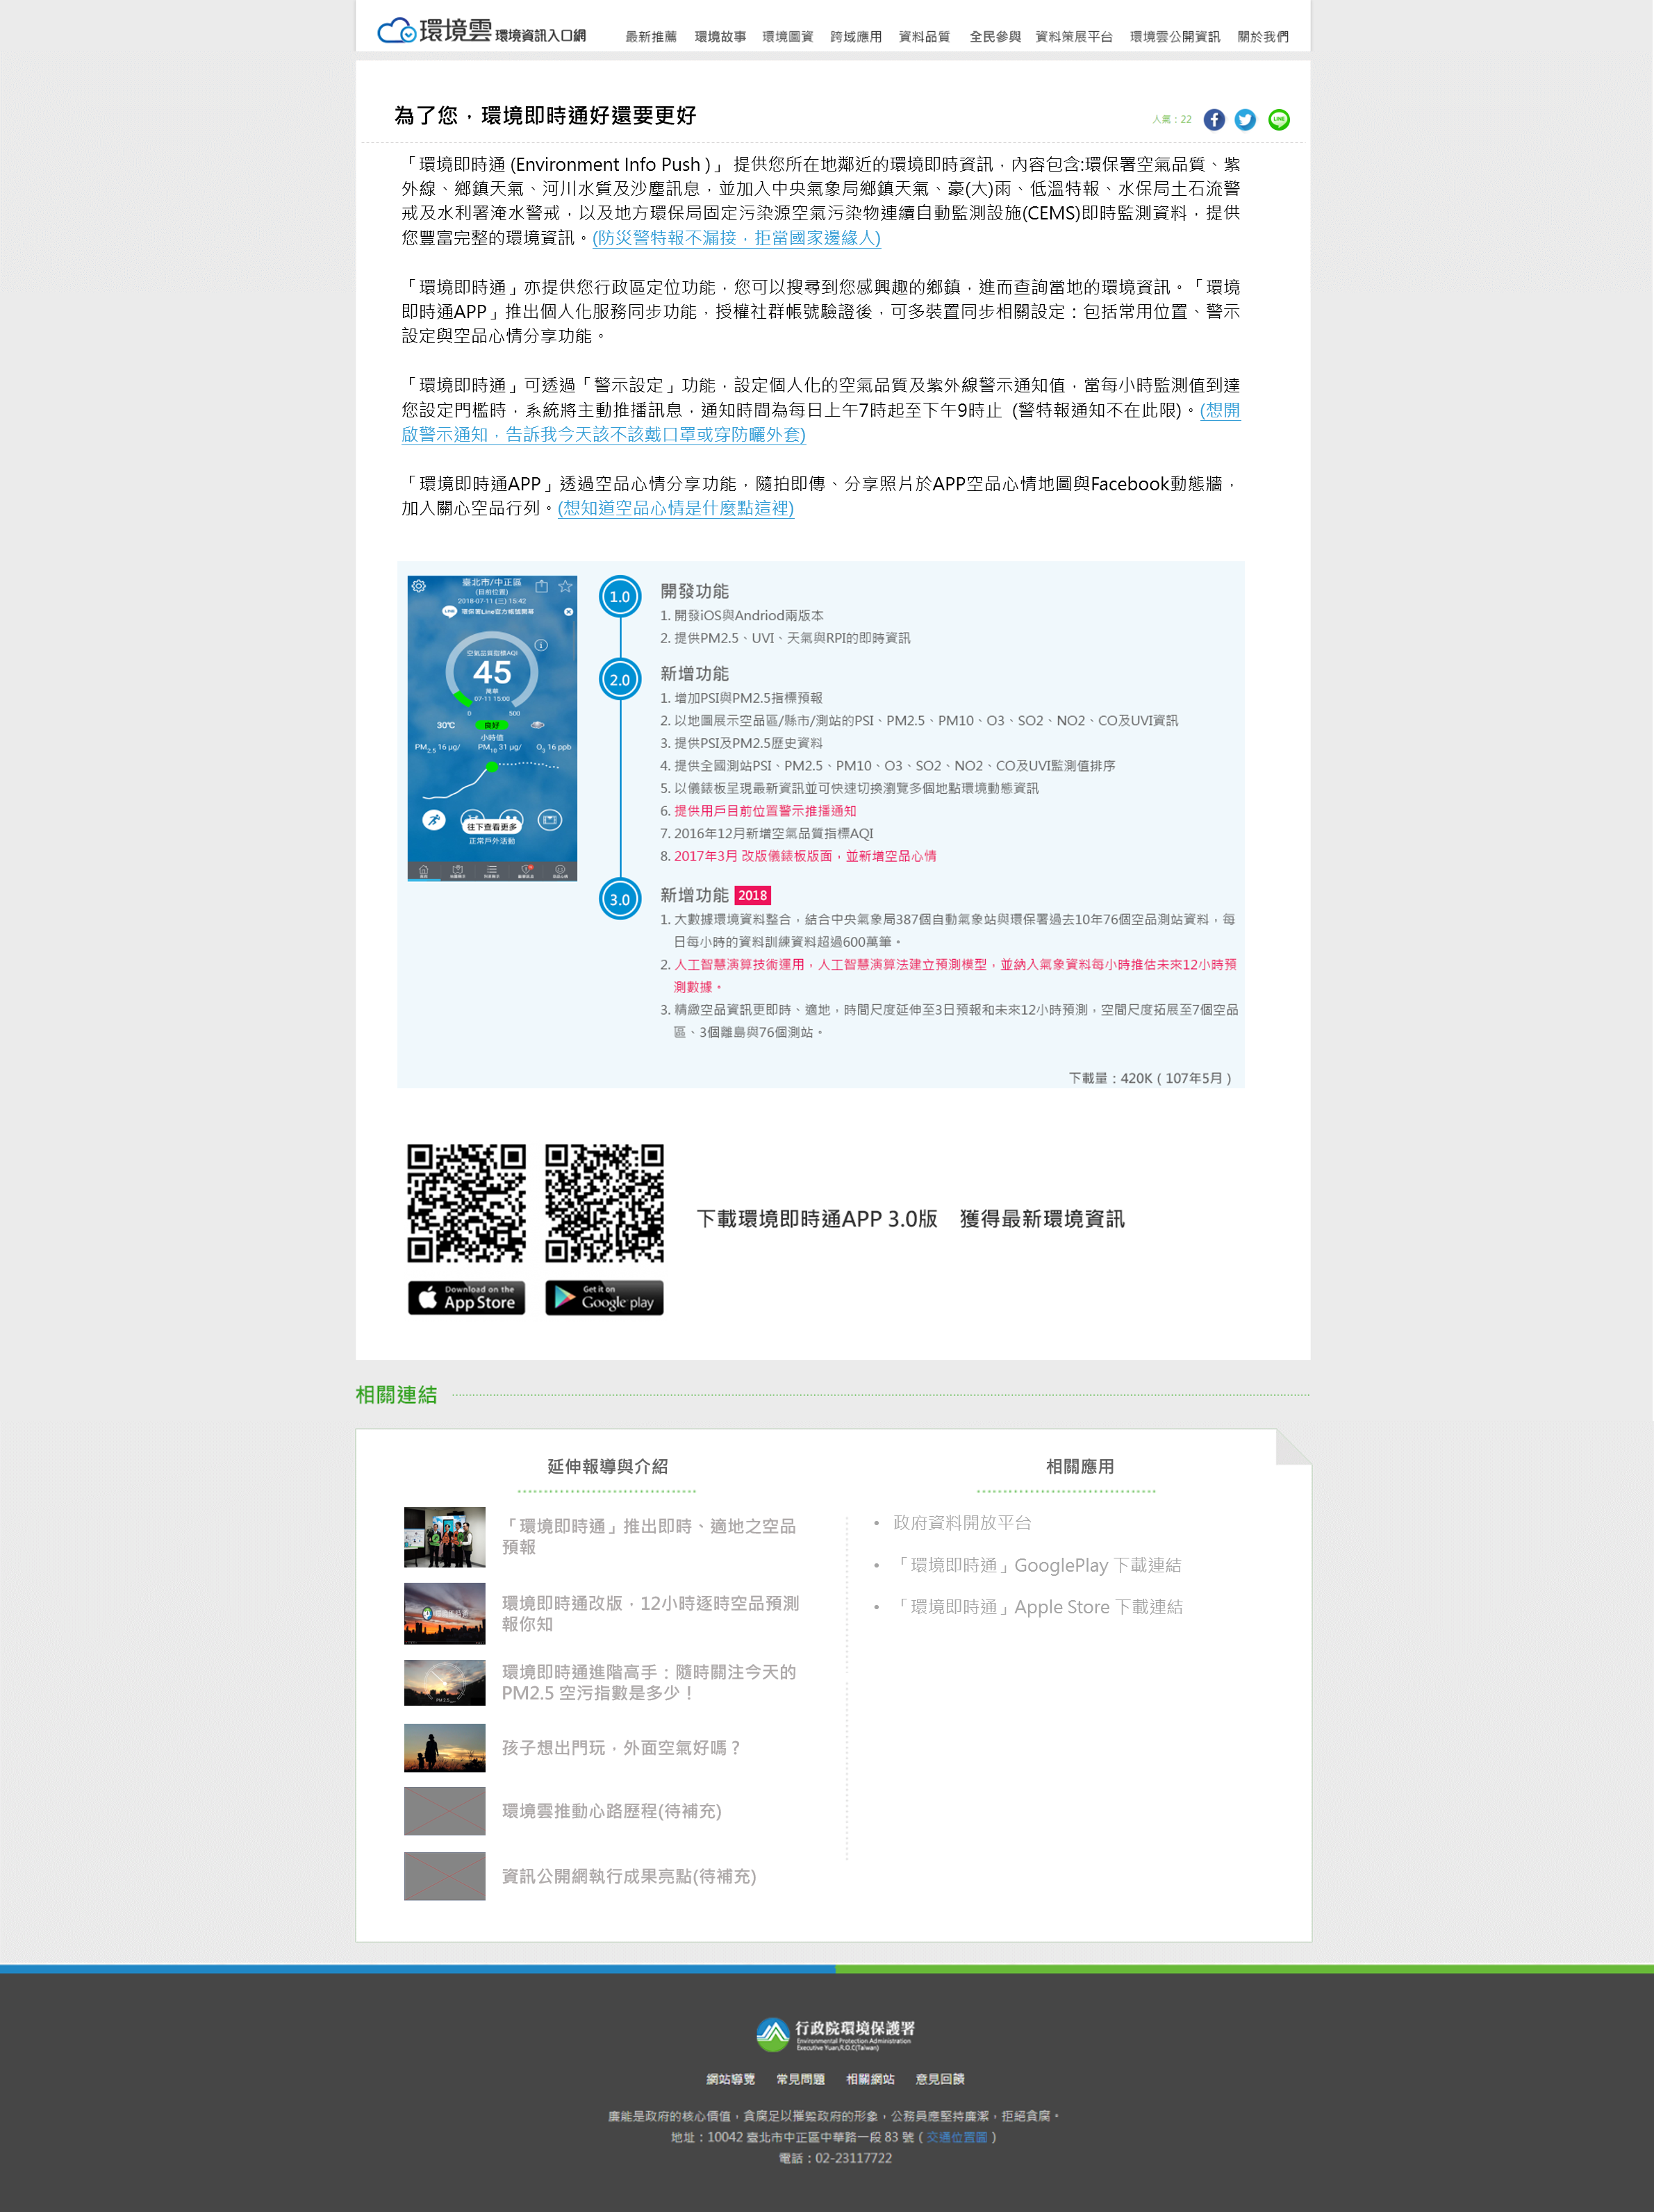 環境雲 環境資訊入口網
最新推薦 環境故事 環境圖資 跨域應用 資料品質 全民參與 資料策展平台 環境雲公開資訊 關於我們
為了您，環境即時通好還要更好
人氣：22
「環境即時通 (Environment Info Push )」 提供您所在地鄰近的環境即時資訊，內容包含:環保署空氣品質、紫
外線、鄉鎮天氣、河川水質及沙塵訊息，並加入中央氣象局鄉鎮天氣、豪(大)雨、低溫特報、水保局土石流警
戒及水利署淹水警戒，以及地方環保局固定污染源空氣污染物連續自動監測設施(CEMS)即時監測資料，提供
您豐富完整的環境資訊。(防災警特報不漏接，拒當國家邊緣人)
「環境即時通」亦提供您行政區定位功能，您可以搜尋到您感興趣的鄉鎮，進而查詢當地的環境資訊。「環境
即時通APP」推出個人化服務同步功能，授權社群帳號驗證後，可多裝置同步相關設定：包括常用位置、警示
設定與空品心情分享功能。
「環境即時通」可透過「警示設定」功能，設定個人化的空氣品質及紫外線警示通知值，當每小時監測值到達
您設定門檻時，系統將主動推播訊息，通知時間為每日上午7時起至下午9時止 (警特報通知不在此限)。(想開
啟警示通知，告訴我今天該不該戴口罩或穿防曬外套)
「環境即時通APP」透過空品心情分享功能，隨拍即傳、分享照片於APP空品心情地圖與Facebook動態牆，
加入關心空品行列。(想知道空品心情是什麼點這裡)
臺北市/中正區
(目前位置)
2018-07-11 (三) 15:42
LINE 環保署Line官方帳號開幕
空氣品質指標AQI
45
萬華
07-11 15:00
0 500
30℃ 良好
小時值
PM2.5 16 μg/ PM10 31 μg/ O3 16 ppb
往下查看更多
正常戶外活動
1.0 開發功能
1. 開發iOS與Andriod兩版本
2. 提供PM2.5、UVI、天氣與RPI的即時資訊
2.0 新增功能
1. 增加PSI與PM2.5指標預報
2. 以地圖展示空品區/縣市/測站的PSI、PM2.5、PM10、O3、SO2、NO2、CO及UVI資訊
3. 提供PSI及PM2.5歷史資料
4. 提供全國測站PSI、PM2.5、PM10、O3、SO2、NO2、CO及UVI監測值排序
5. 以儀錶板呈現最新資訊並可快速切換瀏覽多個地點環境動態資訊
6. 提供用戶目前位置警示推播通知
7. 2016年12月新增空氣品質指標AQI
8. 2017年3月 改版儀錶板版面，並新增空品心情
3.0 新增功能 2018
1. 大數據環境資料整合，結合中央氣象局387個自動氣象站與環保署過去10年76個空品測站資料，每
日每小時的資料訓練資料超過600萬筆。
2. 人工智慧演算技術運用，人工智慧演算法建立預測模型，並納入氣象資料每小時推估未來12小時預
測數據。
3. 精緻空品資訊更即時、適地，時間尺度延伸至3日預報和未來12小時預測，空間尺度拓展至7個空品
區、3個離島與76個測站。
下載量：420K ( 107年5月 )
下載環境即時通APP 3.0版　獲得最新環境資訊
Download on the
App Store
Get it on
Google play
相關連結
延伸報導與介紹
「環境即時通」推出即時、適地之空品
預報
環境即時通改版，12小時逐時空品預測
報你知
環境即時通進階高手：隨時關注今天的
PM2.5 空污指數是多少！
孩子想出門玩，外面空氣好嗎？
環境雲推動心路歷程(待補充)
資訊公開網執行成果亮點(待補充)
相關應用
• 政府資料開放平台
• 「環境即時通」GooglePlay 下載連結
• 「環境即時通」Apple Store 下載連結
行政院環境保護署
Environmental Protection Administration
Executive Yuan,R.O.C(Taiwan)
網站導覽 常見問題 相關網站 意見回饋
廉能是政府的核心價值，貪腐足以摧毀政府的形象，公務員應堅持廉潔，拒絕貪腐。
地址：10042 臺北市中正區中華路一段 83 號 ( 交通位置圖 )
電話：02-23117722